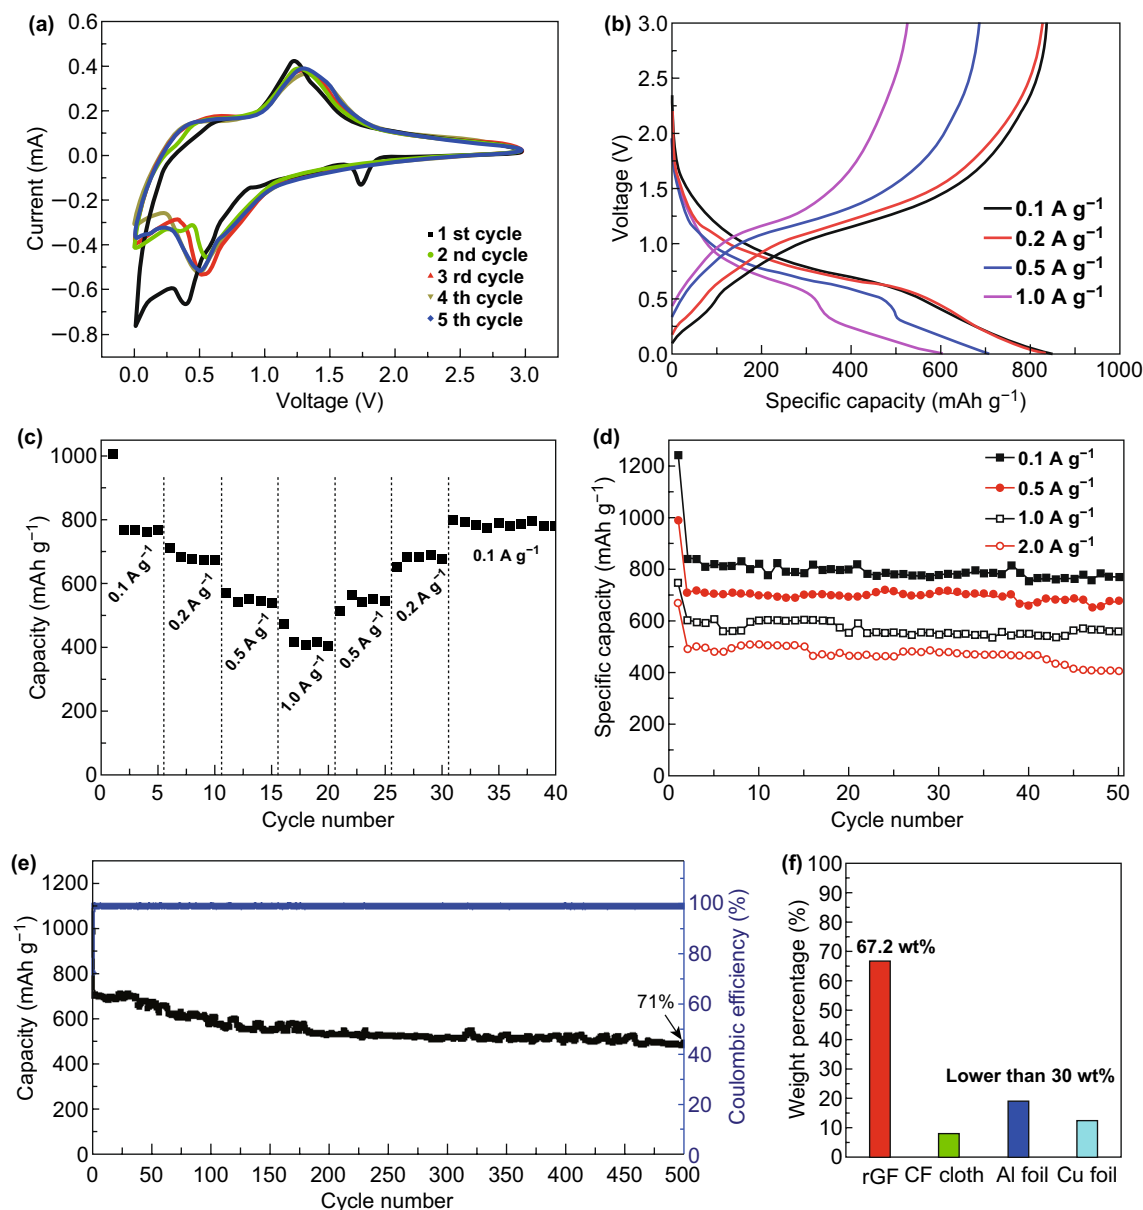 (a)
0.6
0.4
0.2
0.0
−0.2
−0.4
−0.6
−0.8
Current (mA)
0.0 0.5 1.0 1.5 2.0 2.5 3.0
Voltage (V)
1 st cycle
2 nd cycle
3 rd cycle
4 th cycle
5 th cycle
(b)
3.0
2.5
2.0
1.5
1.0
0.5
0.0
Voltage (V)
0 200 400 600 800 1000
Specific capacity (mAh g⁻¹)
0.1 A g⁻¹
0.2 A g⁻¹
0.5 A g⁻¹
1.0 A g⁻¹
(c)
1000
800
600
400
200
0
Capacity (mAh g⁻¹)
0 5 10 15 20 25 30 35 40
Cycle number
0.1 A g⁻¹
0.2 A g⁻¹
0.5 A g⁻¹
1.0 A g⁻¹
0.5 A g⁻¹
0.2 A g⁻¹
0.1 A g⁻¹
(d)
1200
1000
800
600
400
200
0
Specific capacity (mAh g⁻¹)
0 10 20 30 40 50
Cycle number
0.1 A g⁻¹
0.5 A g⁻¹
1.0 A g⁻¹
2.0 A g⁻¹
(e)
1200
1000
800
600
400
200
0
Capacity (mAh g⁻¹)
0 50 100 150 200 250 300 350 400 450 500
Cycle number
100
80
60
40
20
0
Coulombic efficiency (%)
71%
(f)
100
90
80
70
60
50
40
30
20
10
0
Weight percentage (%)
67.2 wt%
Lower than 30 wt%
rGF CF cloth Al foil Cu foil